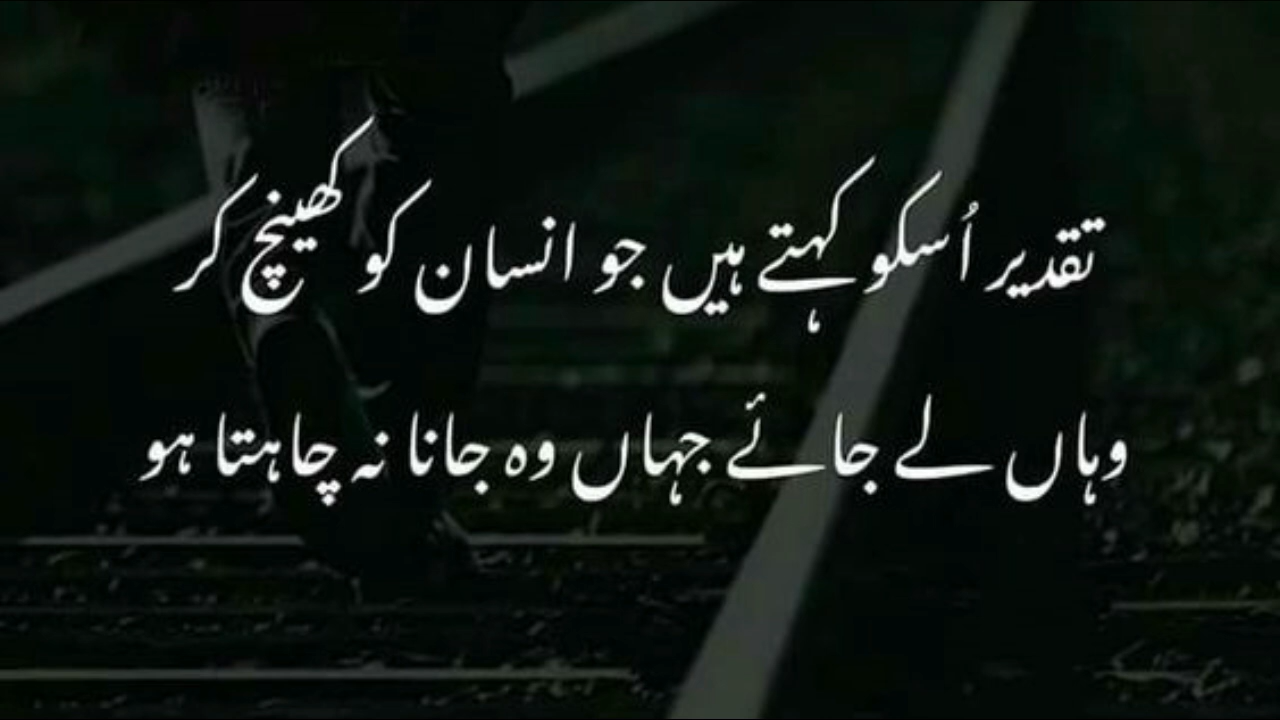 تقدیر اُسکو کہتے ہیں جو انسان کو کھینچ کر
وہاں لے جائے جہاں وہ جانا نہ چاہتا ہو